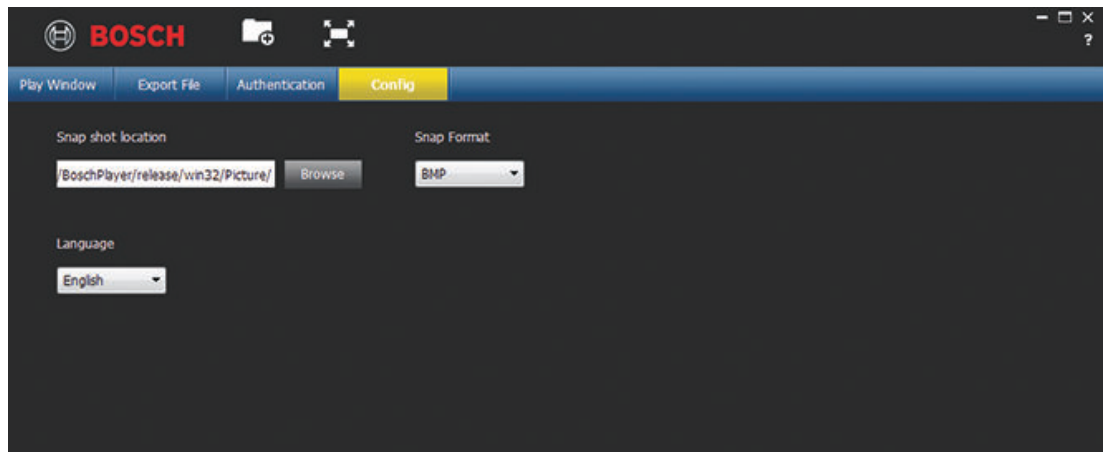 BOSCH
?
Play Window Export File Authentication Config
Snap shot location Snap Format
/BoschPlayer/release/win32/Picture/ Browse BMP
Language
English